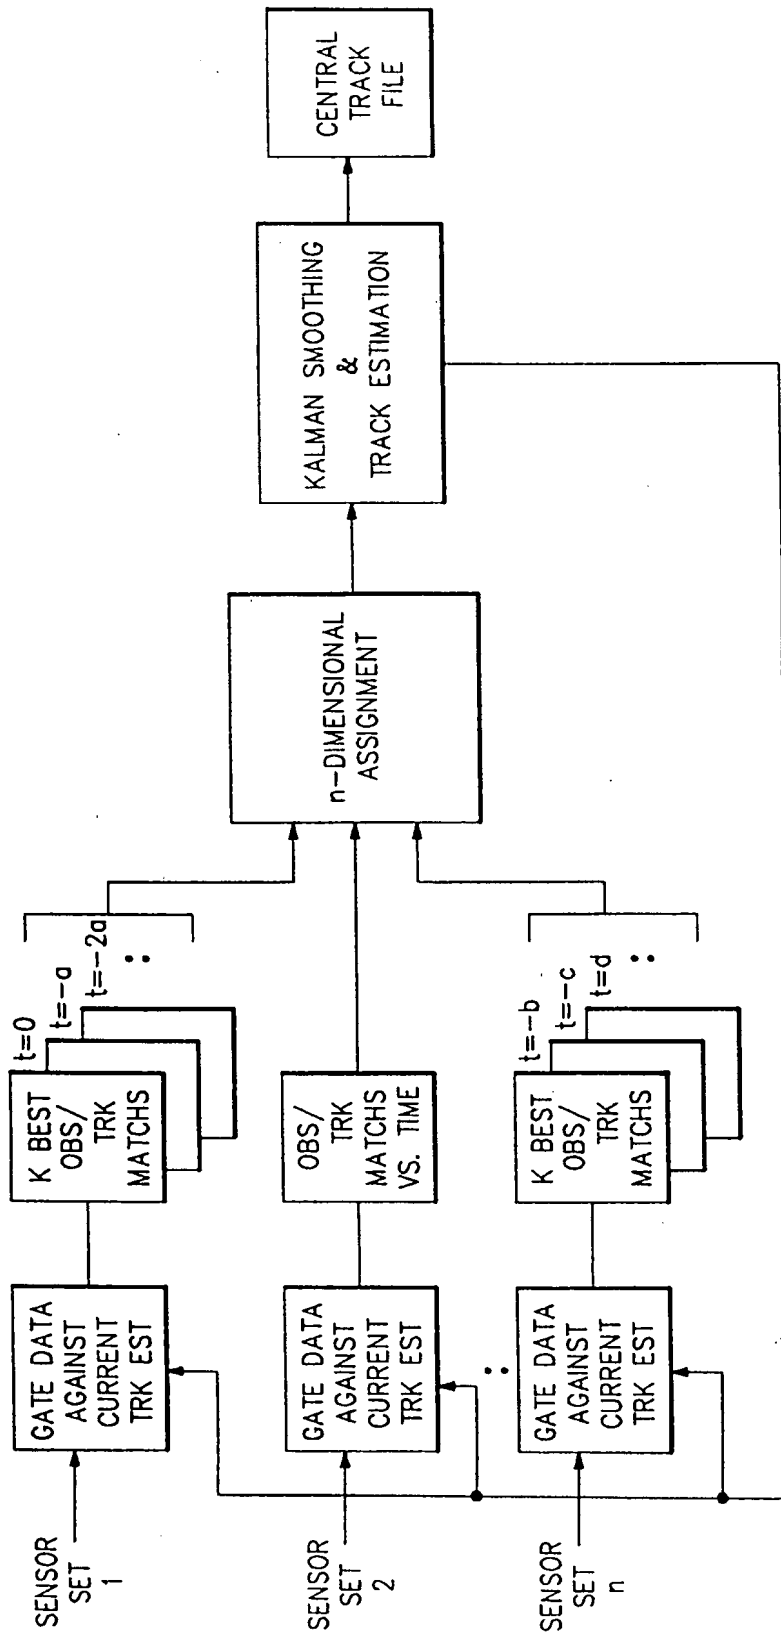 SENSOR
SET
1
GATE DATA
AGAINST
CURRENT
TRK EST
K BEST
OBS/
TRK
MATCHS
t=0
t=-a
t=-2a
:
SENSOR
SET
2
GATE DATA
AGAINST
CURRENT
TRK EST
OBS/
TRK
MATCHS
VS. TIME
:
SENSOR
SET
n
GATE DATA
AGAINST
CURRENT
TRK EST
K BEST
OBS/
TRK
MATCHS
t=-b
t=-c
t=d
:
n-DIMENSIONAL
ASSIGNMENT
KALMAN SMOOTHING
&
TRACK ESTIMATION
CENTRAL
TRACK
FILE